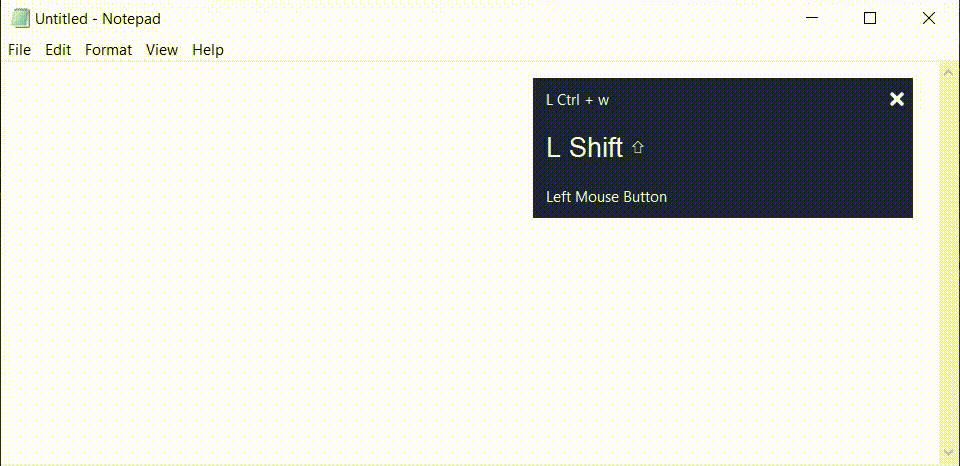 Untitled - Notepad
File Edit Format View Help
L Ctrl + w
L Shift ⇧
Left Mouse Button